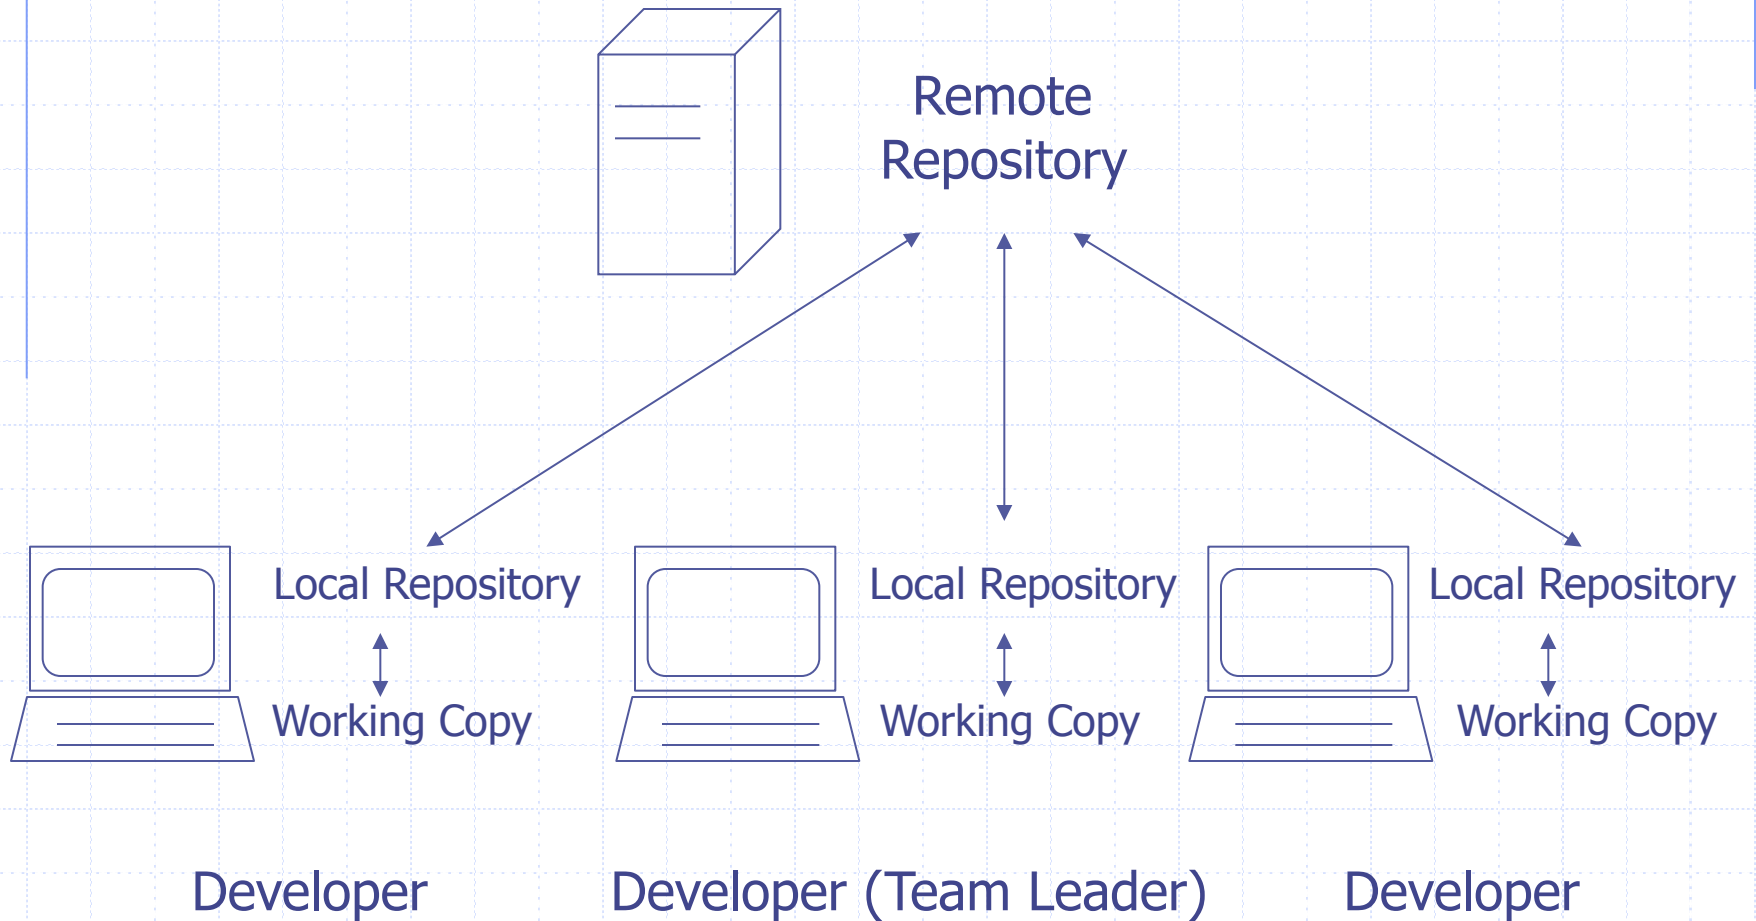 Remote
Repository
Local Repository
Local Repository
Local Repository
Working Copy
Working Copy
Working Copy
Developer
Developer (Team Leader)
Developer